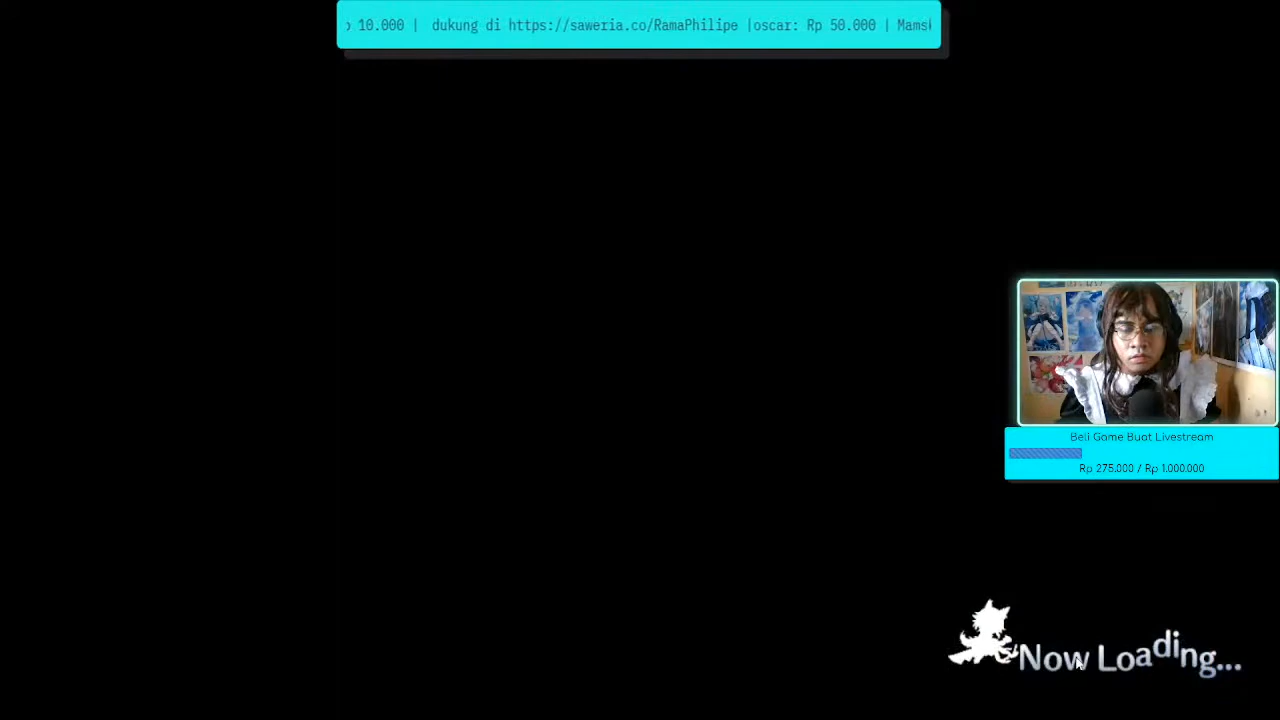 10.000 | dukung di https://saweria.co/RamaPhilipe |oscar: Rp 50.000 |
Beli Game Buat Livestream
Rp 275.000 / Rp 1.000.000
Now Loading...